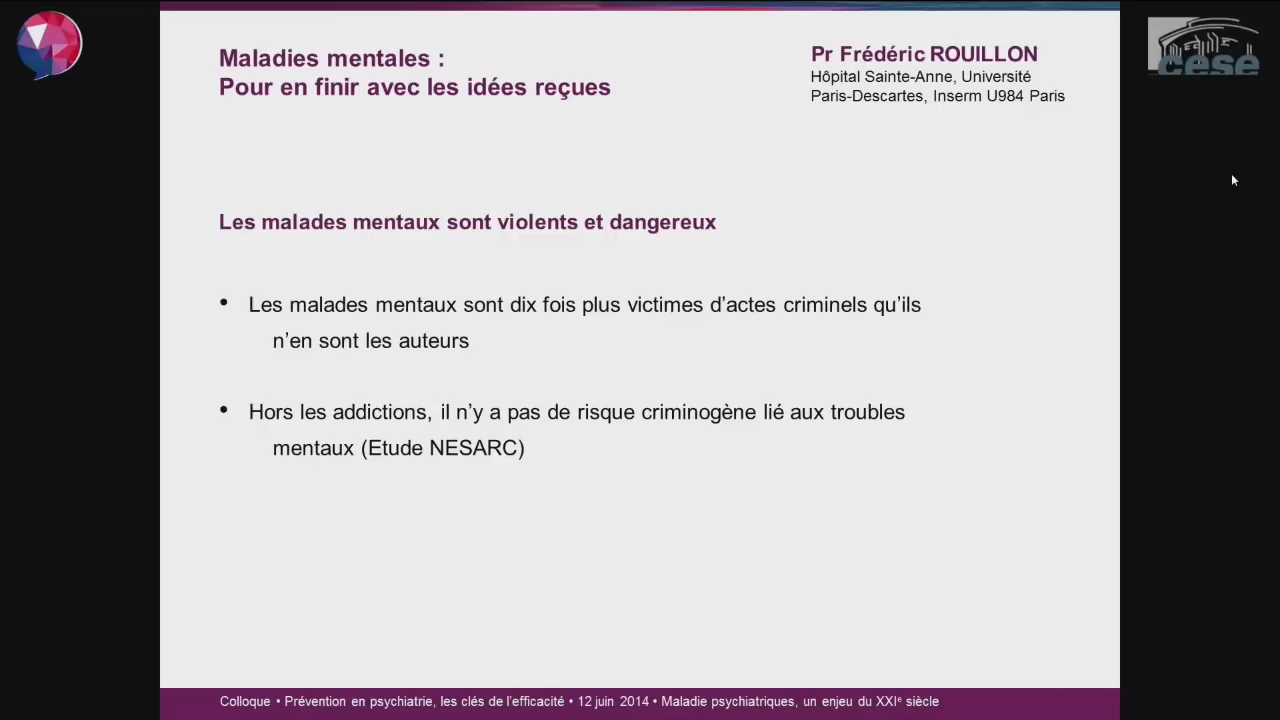 Maladies mentales :
Pour en finir avec les idées reçues
Pr Frédéric ROUILLON
Hôpital Sainte-Anne, Université
Paris-Descartes, Inserm U984 Paris
cese
Les malades mentaux sont violents et dangereux
• Les malades mentaux sont dix fois plus victimes d’actes criminels qu’ils
n’en sont les auteurs
• Hors les addictions, il n’y a pas de risque criminogène lié aux troubles
mentaux (Etude NESARC)
Colloque • Prévention en psychiatrie, les clés de l’efficacité • 12 juin 2014 • Maladie psychiatriques, un enjeu du XXIᵉ siècle